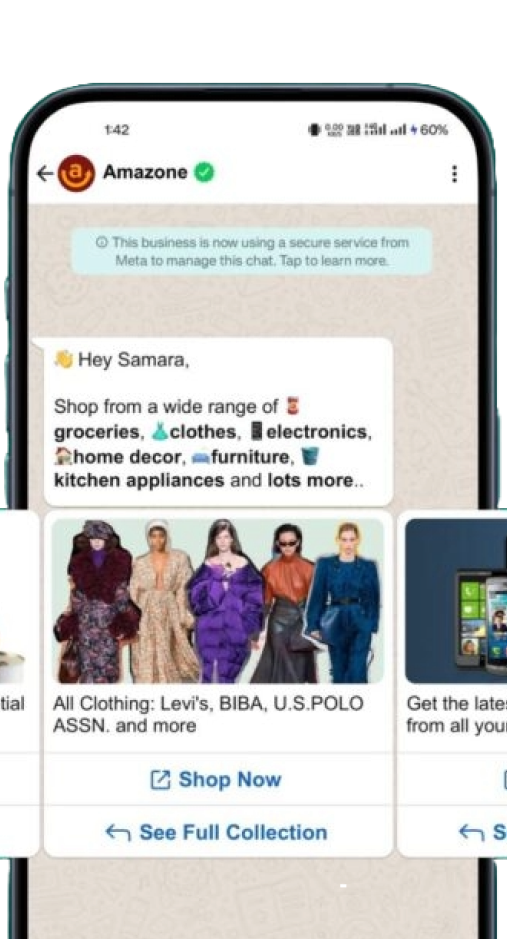 1:42
60%
Amazone
This business is now using a secure service from
Meta to manage this chat. Tap to learn more.
Hey Samara,
Shop from a wide range of
groceries, clothes, electronics,
home decor, furniture,
kitchen appliances and lots more..
tial
All Clothing: Levi's, BIBA, U.S.POLO
ASSN. and more
Get the lates
from all your
Shop Now
See Full Collection
S